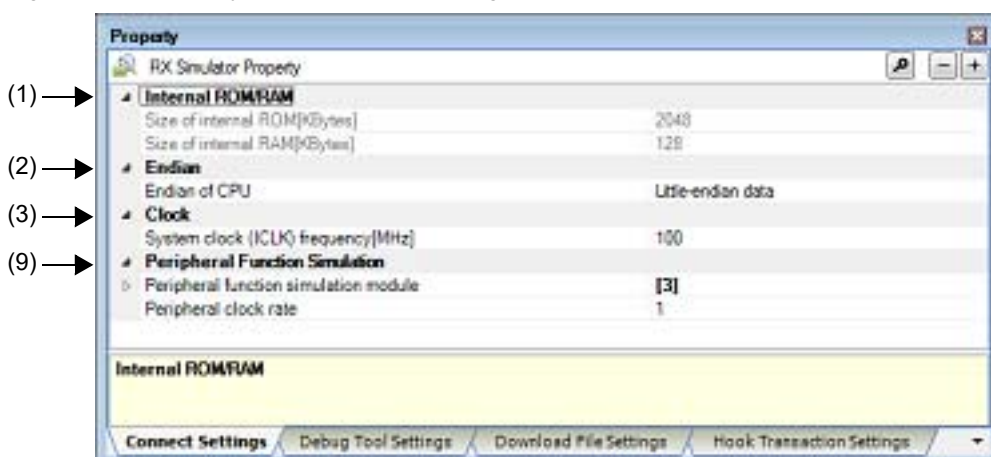 Property
RX Simulator Property
(1) Internal ROM/RAM
Size of internal ROM[KBytes] 2048
Size of internal RAM[KBytes] 128
(2) Endian
Endian of CPU Little-endian data
(3) Clock
System clock (ICLK) frequency[MHz] 100
(9) Peripheral Function Simulation
Peripheral function simulation module [3]
Peripheral clock rate 1
Internal ROM/RAM
Connect Settings Debug Tool Settings Download File Settings Hook Transaction Settings